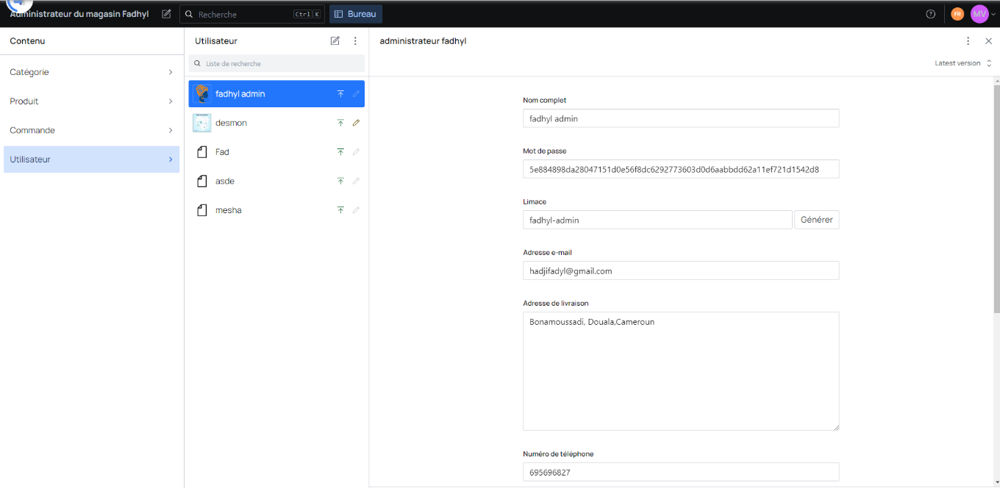 Administrateur du magasin Fadhyl
Recherche
Ctrl K
Bureau
FR
MV
Contenu
Catégorie
Produit
Commande
Utilisateur
Utilisateur
Liste de recherche
fadhyl admin
desmon
Fad
asde
mesha
administrateur fadhyl
Latest version
Nom complet
fadhyl admin
Mot de passe
5e884898da28047151d0e56f8dc6292773603d0d6aabbdd62a11ef721d1542d8
Limace
fadhyl-admin
Générer
Adresse e-mail
hadjifadyl@gmail.com
Adresse de livraison
Bonamoussadi, Douala,Cameroun
Numéro de téléphone
695696827